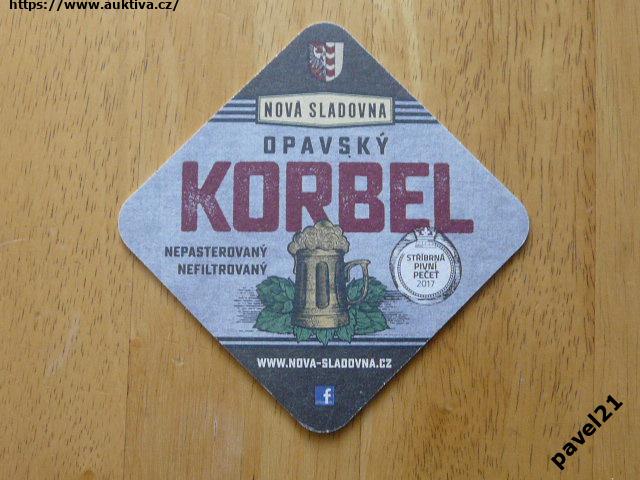 https://www.auktiva.cz/
NOVÁ SLADOVNA
OPAVSKÝ
KORBEL
NEPASTEROVANÝ
NEFILTROVANÝ
STŘÍBRNÁ
PIVNÍ
PEČEŤ
2017
WWW.NOVA-SLADOVNA.CZ
f
pavel21